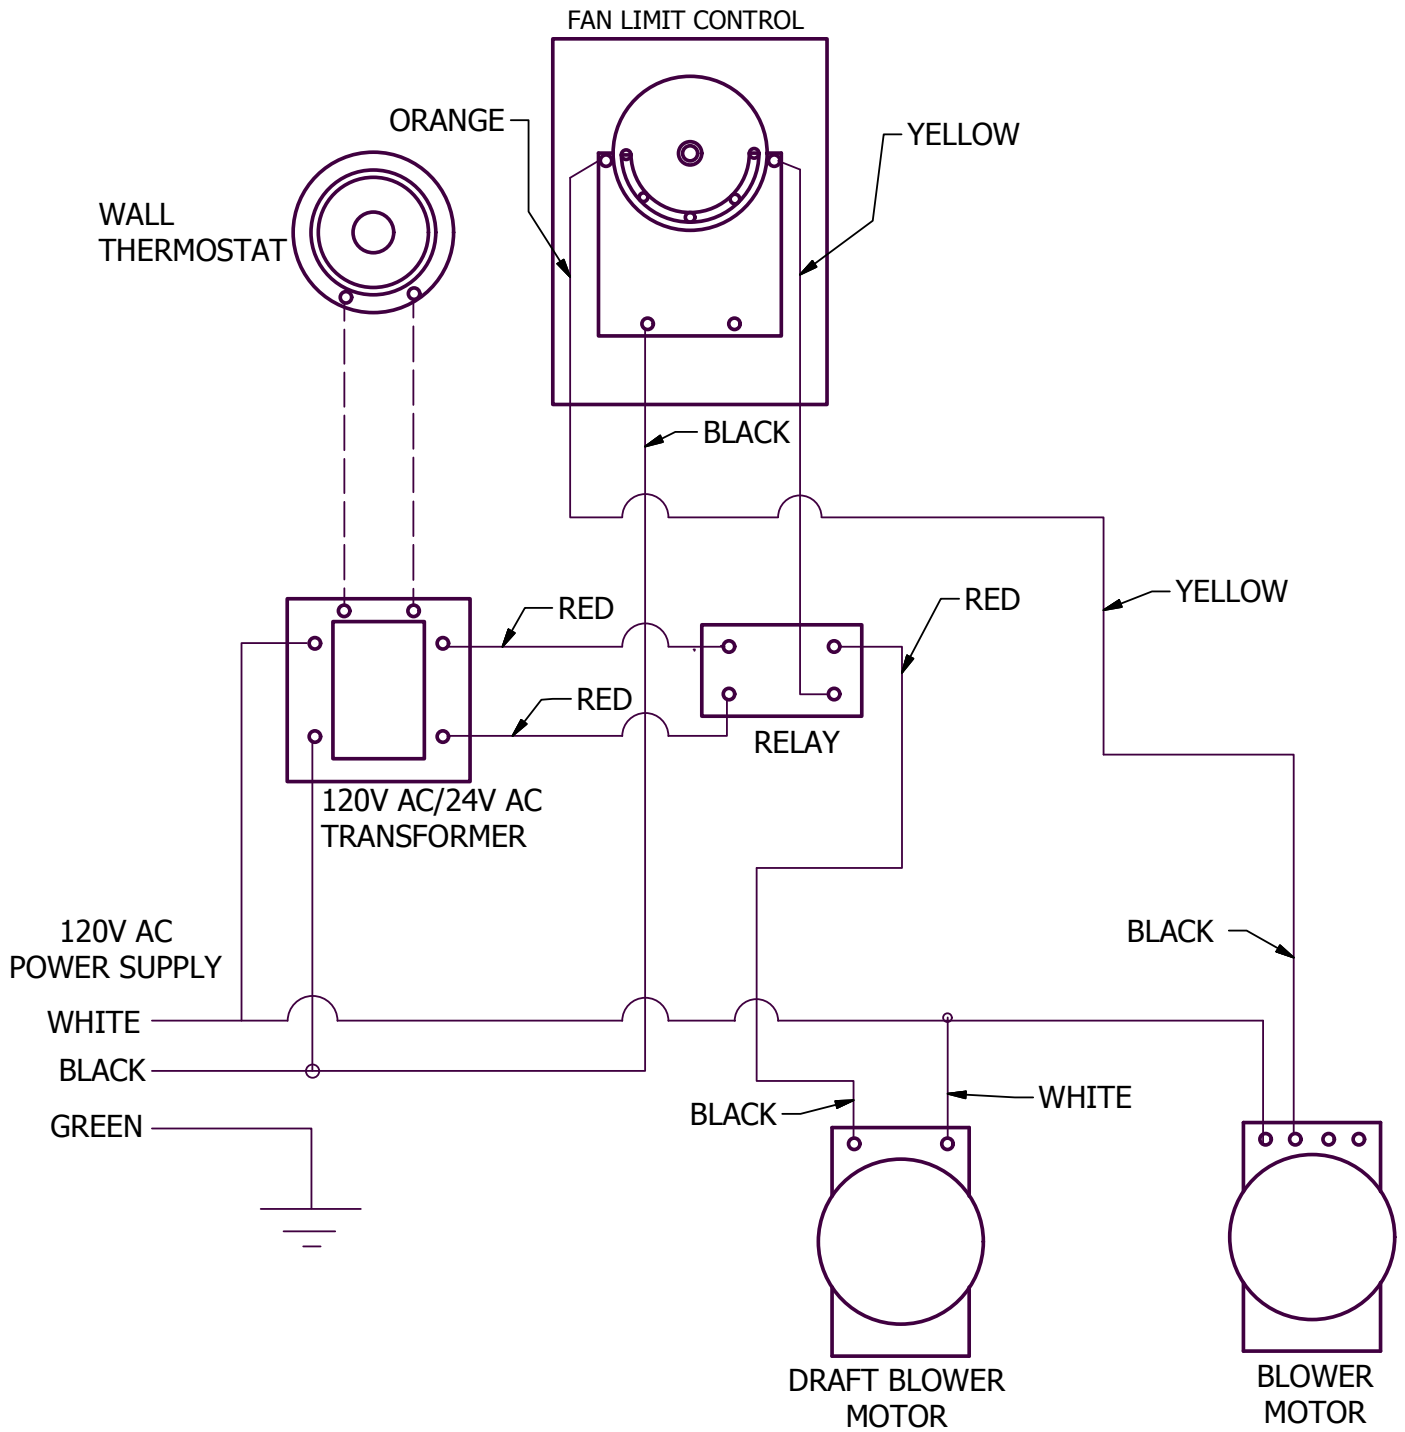 FAN LIMIT CONTROL
ORANGE
YELLOW
WALL
THERMOSTAT
BLACK
YELLOW
RED
RED
RED
RELAY
120V AC/24V AC
TRANSFORMER
120V AC
POWER SUPPLY
BLACK
WHITE
BLACK
WHITE
BLACK
GREEN
DRAFT BLOWER
MOTOR
BLOWER
MOTOR